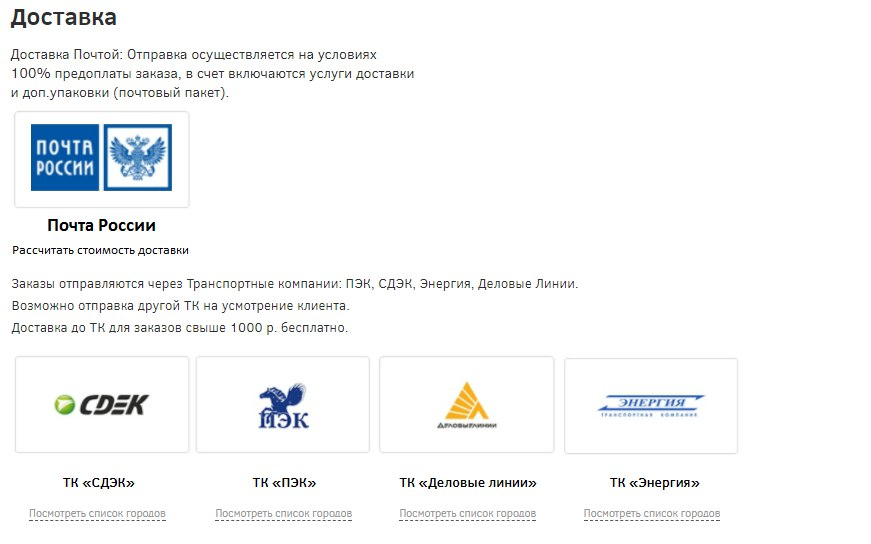 Доставка
Доставка Почтой: Отправка осуществляется на условиях
100% предоплаты заказа, в счет включаются услуги доставки
и доп.упаковки (почтовый пакет).
ПОЧТА
РОССИИ
Почта России
Рассчитать стоимость доставки
Заказы отправляются через Транспортные компании: ПЭК, СДЭК, Энергия, Деловые Линии.
Возможно отправка другой ТК на усмотрение клиента.
Доставка до ТК для заказов свыше 1000 р. бесплатно.
CDEK
ПЭК
ДЕЛОВЫЕ ЛИНИИ
ЭНЕРГИЯ
ТРАНСПОРТНАЯ КОМПАНИЯ
ТК «СДЭК»
ТК «ПЭК»
ТК «Деловые линии»
ТК «Энергия»
Посмотреть список городов
Посмотреть список городов
Посмотреть список городов
Посмотреть список городов